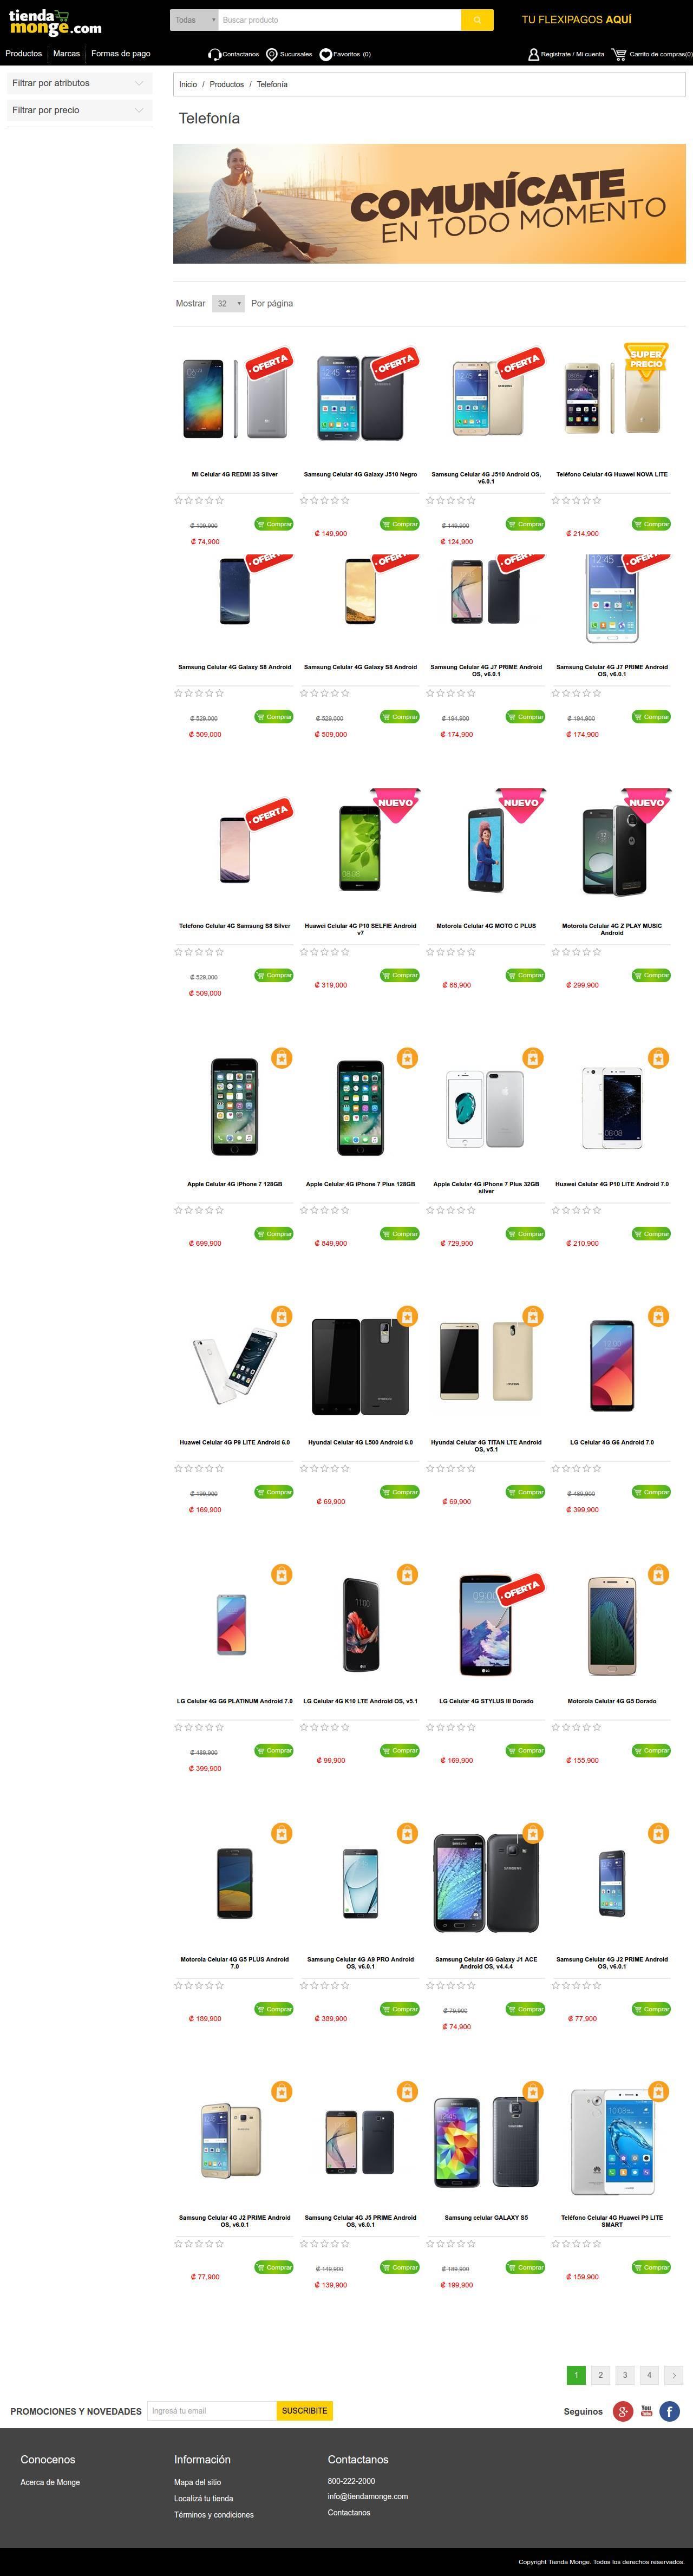 tienda
monge.com
Todas
Buscar producto
TU FLEXIPAGOS AQUÍ
Productos
Marcas
Formas de pago
Contactanos
Sucursales
Favoritos (0)
Registrate / Mi cuenta
Carrito de compras(0)
Filtrar por atributos
Filtrar por precio
Inicio / Productos / Telefonía
Telefonía
COMUNÍCATE
EN TODO MOMENTO
Mostrar 32 Por página
OFERTA
OFERTA
OFERTA
SUPER PRECIO
MI Celular 4G REDMI 3S Silver
Samsung Celular 4G Galaxy J510 Negro
Samsung Celular 4G J510 Android OS, v6.0.1
Teléfono Celular 4G Huawei NOVA LITE
₡ 109,900 ₡ 74,900 Comprar
₡ 149,900 Comprar
₡ 149,900 ₡ 124,900 Comprar
₡ 214,900 Comprar
Samsung Celular 4G Galaxy S8 Android
Samsung Celular 4G Galaxy S8 Android
Samsung Celular 4G J7 PRIME Android OS, v6.0.1
Samsung Celular 4G J7 PRIME Android OS, v6.0.1
₡ 529,000 ₡ 509,000 Comprar
₡ 529,000 ₡ 509,000 Comprar
₡ 194,900 ₡ 174,900 Comprar
₡ 194,900 ₡ 174,900 Comprar
OFERTA
NUEVO
NUEVO
NUEVO
Telefono Celular 4G Samsung S8 Silver
Huawei Celular 4G P10 SELFIE Android v7
Motorola Celular 4G MOTO C PLUS
Motorola Celular 4G Z PLAY MUSIC Android
₡ 529,000 ₡ 509,000 Comprar
₡ 319,000 Comprar
₡ 88,900 Comprar
₡ 299,900 Comprar
Apple Celular 4G iPhone 7 128GB
Apple Celular 4G iPhone 7 Plus 128GB
Apple Celular 4G iPhone 7 Plus 32GB silver
Huawei Celular 4G P10 LITE Android 7.0
₡ 699,900 Comprar
₡ 849,900 Comprar
₡ 729,900 Comprar
₡ 210,900 Comprar
Huawei Celular 4G P9 LITE Android 6.0
Hyundai Celular 4G L500 Android 6.0
Hyundai Celular 4G TITAN LTE Android OS, v5.1
LG Celular 4G G6 Android 7.0
₡ 199,900 ₡ 169,900 Comprar
₡ 69,900 Comprar
₡ 69,900 Comprar
₡ 489,900 ₡ 399,900 Comprar
OFERTA
LG Celular 4G G6 PLATINUM Android 7.0
LG Celular 4G K10 LTE Android OS, v5.1
LG Celular 4G STYLUS III Dorado
Motorola Celular 4G G5 Dorado
₡ 489,900 ₡ 399,900 Comprar
₡ 99,900 Comprar
₡ 169,900 Comprar
₡ 155,900 Comprar
Motorola Celular 4G G5 PLUS Android 7.0
Samsung Celular 4G A9 PRO Android OS, v6.0.1
Samsung Celular 4G Galaxy J1 ACE Android OS, v4.4.4
Samsung Celular 4G J2 PRIME Android OS, v6.0.1
₡ 189,900 Comprar
₡ 389,900 Comprar
₡ 79,900 ₡ 74,900 Comprar
₡ 77,900 Comprar
Samsung Celular 4G J2 PRIME Android OS, v6.0.1
Samsung Celular 4G J5 PRIME Android OS, v6.0.1
Samsung celular GALAXY S5
Teléfono Celular 4G Huawei P9 LITE SMART
₡ 77,900 Comprar
₡ 149,900 ₡ 139,900 Comprar
₡ 189,900 ₡ 199,900 Comprar
₡ 159,900 Comprar
1 2 3 4
PROMOCIONES Y NOVEDADES
Ingresá tu email
SUSCRIBITE
Seguinos
Conocenos
Acerca de Monge
Información
Mapa del sitio
Localizá tu tienda
Términos y condiciones
Contactanos
800-222-2000
info@tiendamonge.com
Contactanos
Copyright Tienda Monge. Todos los derechos reservados.